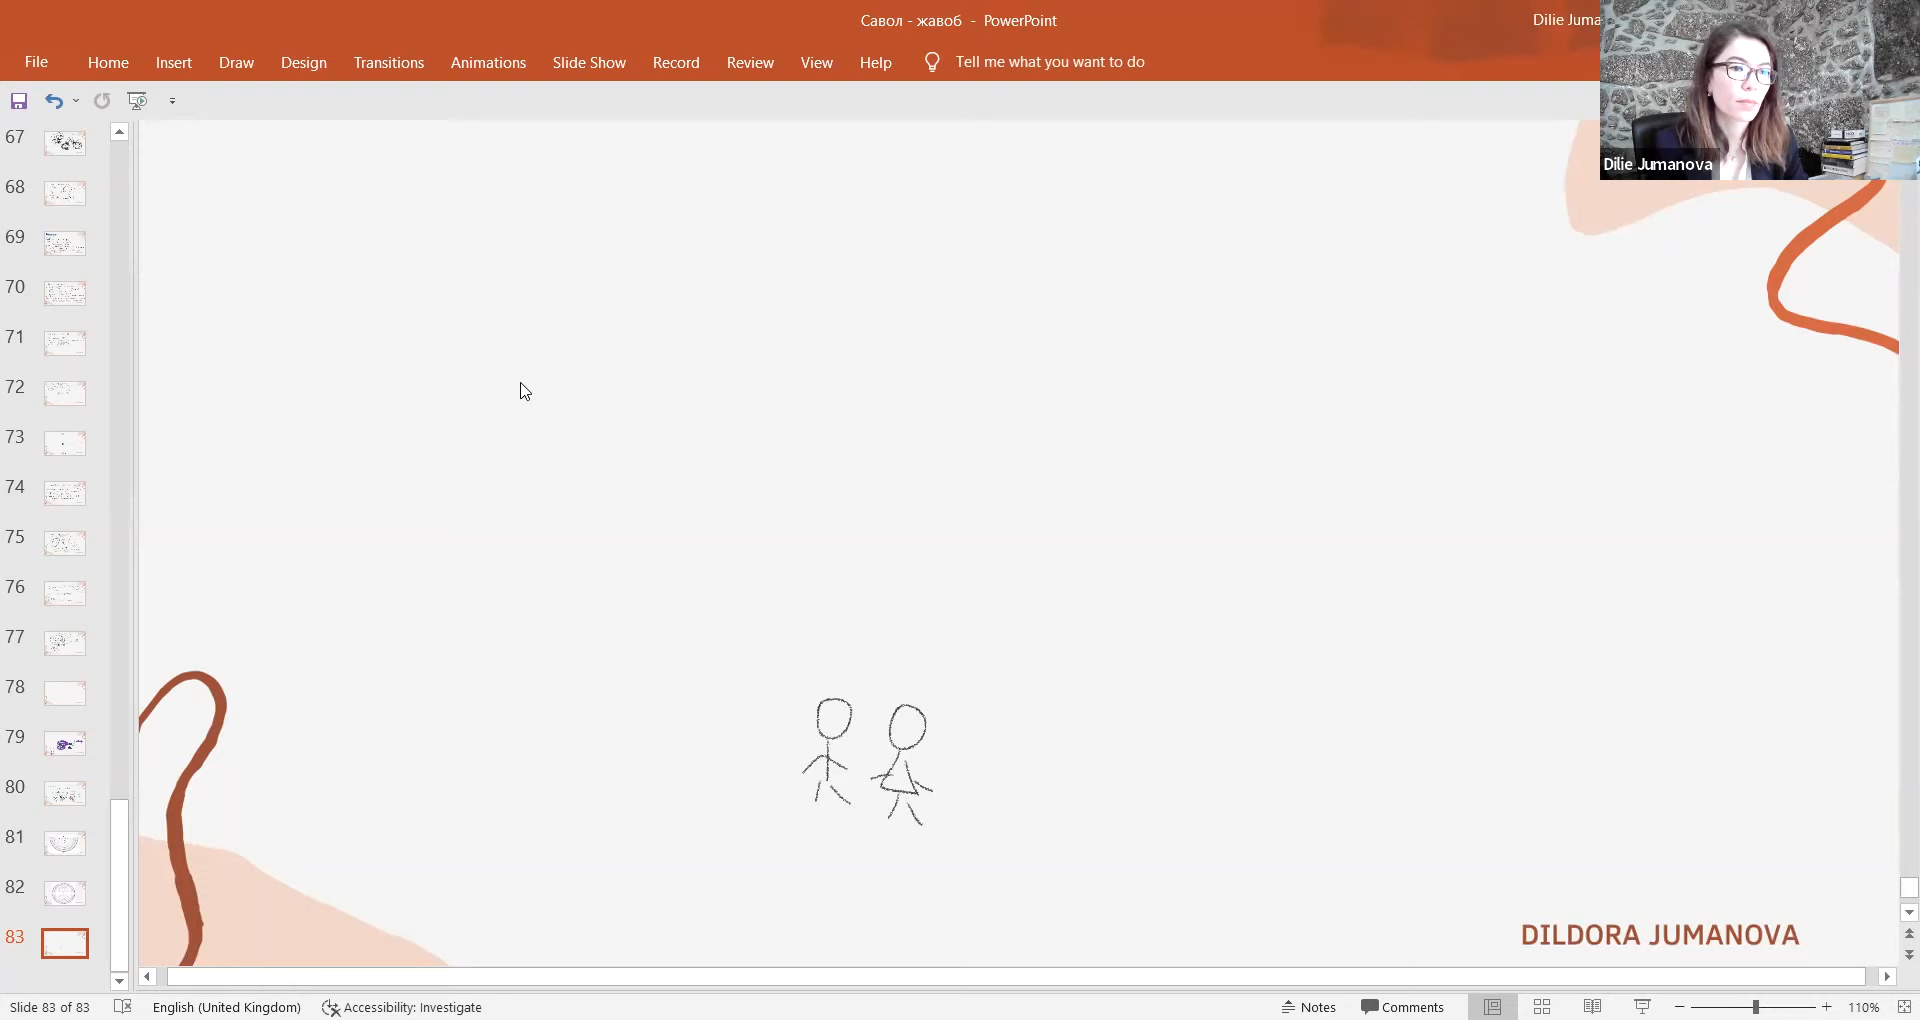 Савол - жавоб - PowerPoint
Dilie Juma
File Home Insert Draw Design Transitions Animations Slide Show Record Review View Help Tell me what you want to do
Dilie Jumanova
67
68
69
70
71
72
73
74
75
76
77
78
79
80
81
82
83
DILDORA JUMANOVA
Slide 83 of 83 English (United Kingdom) Accessibility: Investigate Notes Comments 110%